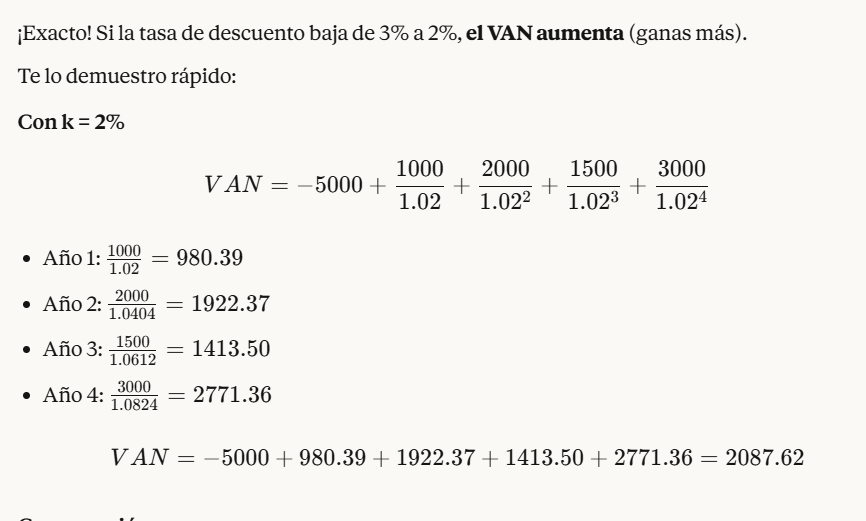 ¡Exacto! Si la tasa de descuento baja de 3% a 2%, el VAN aumenta (ganas más).
Te lo demuestro rápido:
Con k = 2%
VAN = −5000 + 1000/1.02 + 2000/1.02² + 1500/1.02³ + 3000/1.02⁴
• Año 1: 1000/1.02 = 980.39
• Año 2: 2000/1.0404 = 1922.37
• Año 3: 1500/1.0612 = 1413.50
• Año 4: 3000/1.0824 = 2771.36
VAN = −5000 + 980.39 + 1922.37 + 1413.50 + 2771.36 = 2087.62